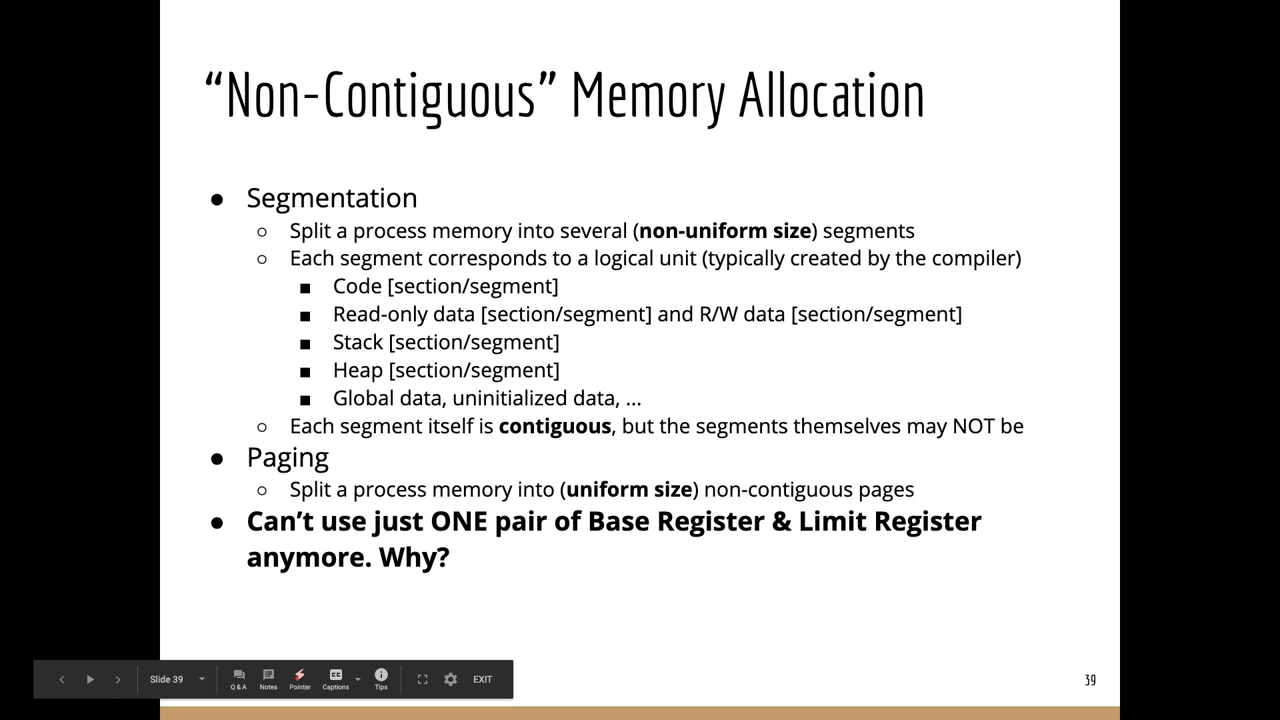 “Non-Contiguous” Memory Allocation
● Segmentation
○ Split a process memory into several (non-uniform size) segments
○ Each segment corresponds to a logical unit (typically created by the compiler)
■ Code [section/segment]
■ Read-only data [section/segment] and R/W data [section/segment]
■ Stack [section/segment]
■ Heap [section/segment]
■ Global data, uninitialized data, ...
○ Each segment itself is contiguous, but the segments themselves may NOT be
● Paging
○ Split a process memory into (uniform size) non-contiguous pages
● Can’t use just ONE pair of Base Register & Limit Register
anymore. Why?
Slide 39
Q & A
Notes
Pointer
CC
Captions
Tips
EXIT
39